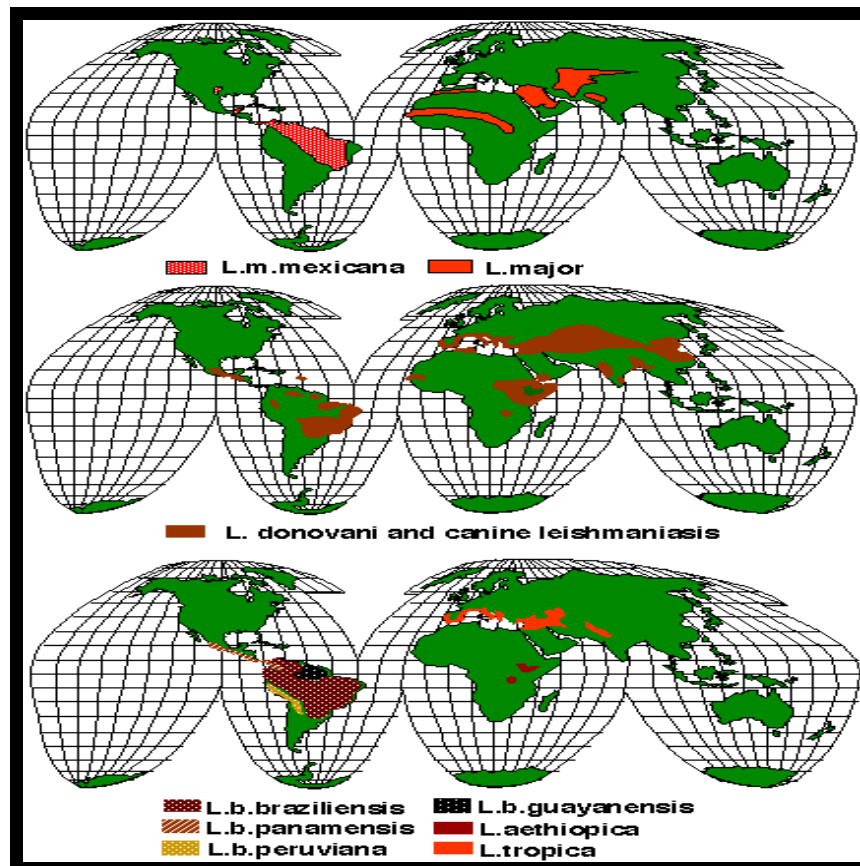 L.m.mexicana L.major
L. donovani and canine leishmaniasis
L.b.braziliensis L.b.guayanensis
L.b.panamensis L.aethiopica
L.b.peruviana L.tropica